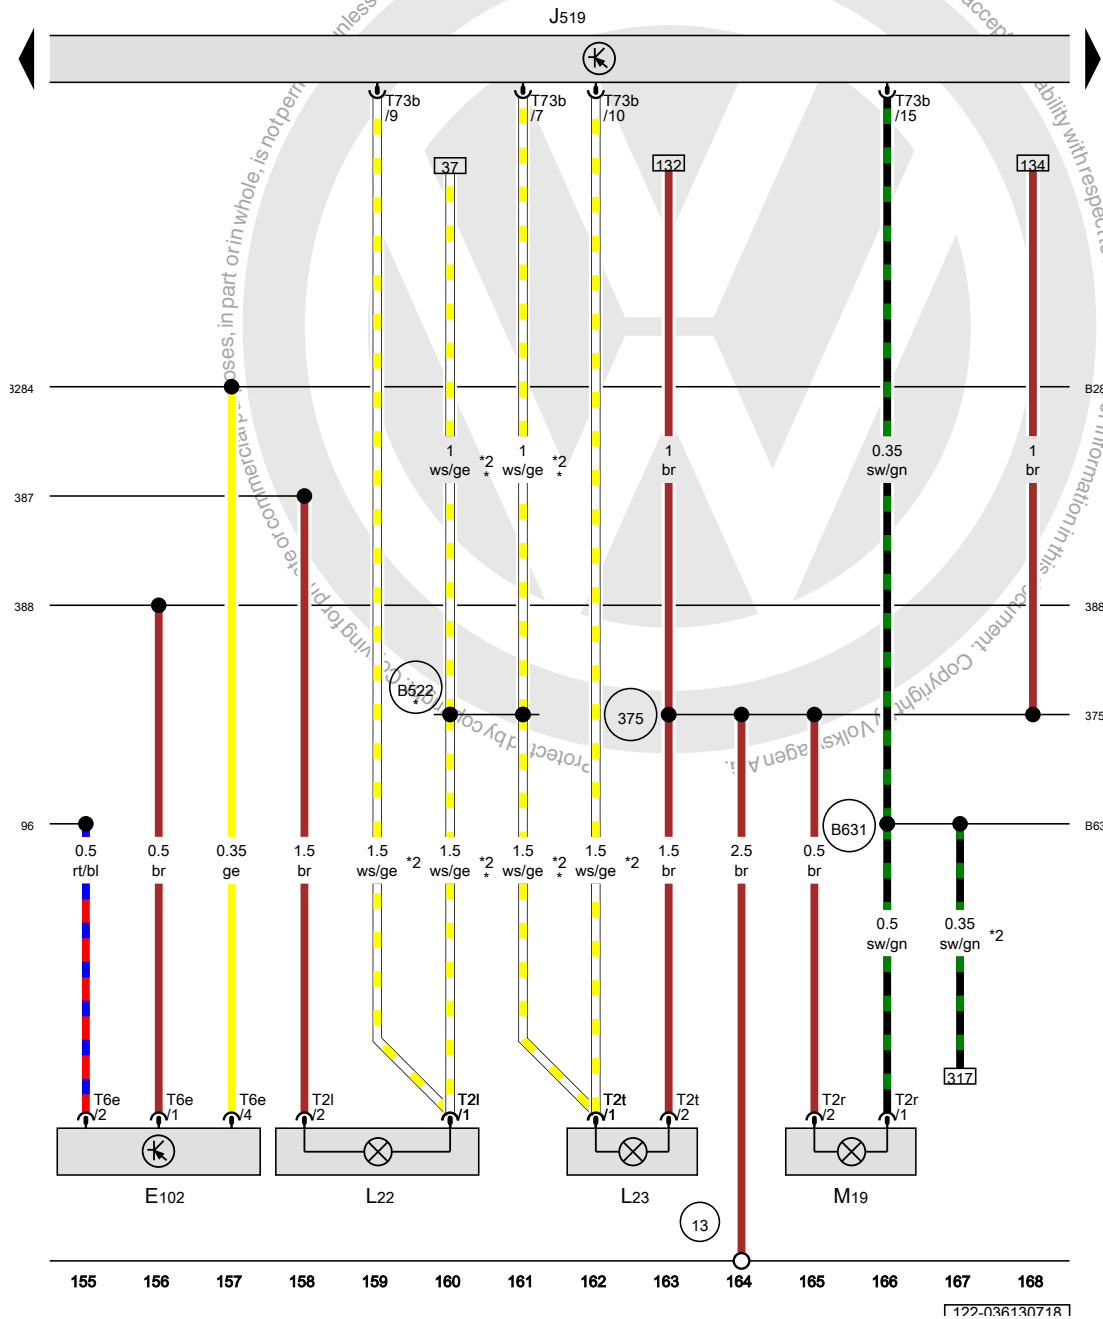 J519
T73b
/9
T73b
/7
T73b
/10
T73b
/15
37
132
134
B284
B28
1
ws/ge
*2
*
1
ws/ge
*2
*
1
br
0.35
sw/gn
1
br
387
388
388
B522
*
375
375
96
B631
B63
0.5
rt/bl
0.5
br
0.35
ge
1.5
br
1.5
ws/ge
*2
1.5
ws/ge
*2
*
1.5
ws/ge
*2
*
1.5
ws/ge
*2
1.5
br
2.5
br
0.5
br
0.5
sw/gn
0.35
sw/gn
*2
317
T6e
/2
T6e
/1
T6e
/4
T2l
/2
T2l
/1
T2t
/1
T2t
/2
T2r
/2
T2r
/1
E102
L22
L23
M19
13
155 156 157 158 159 160 161 162 163 164 165 166 167 168
122-036130718